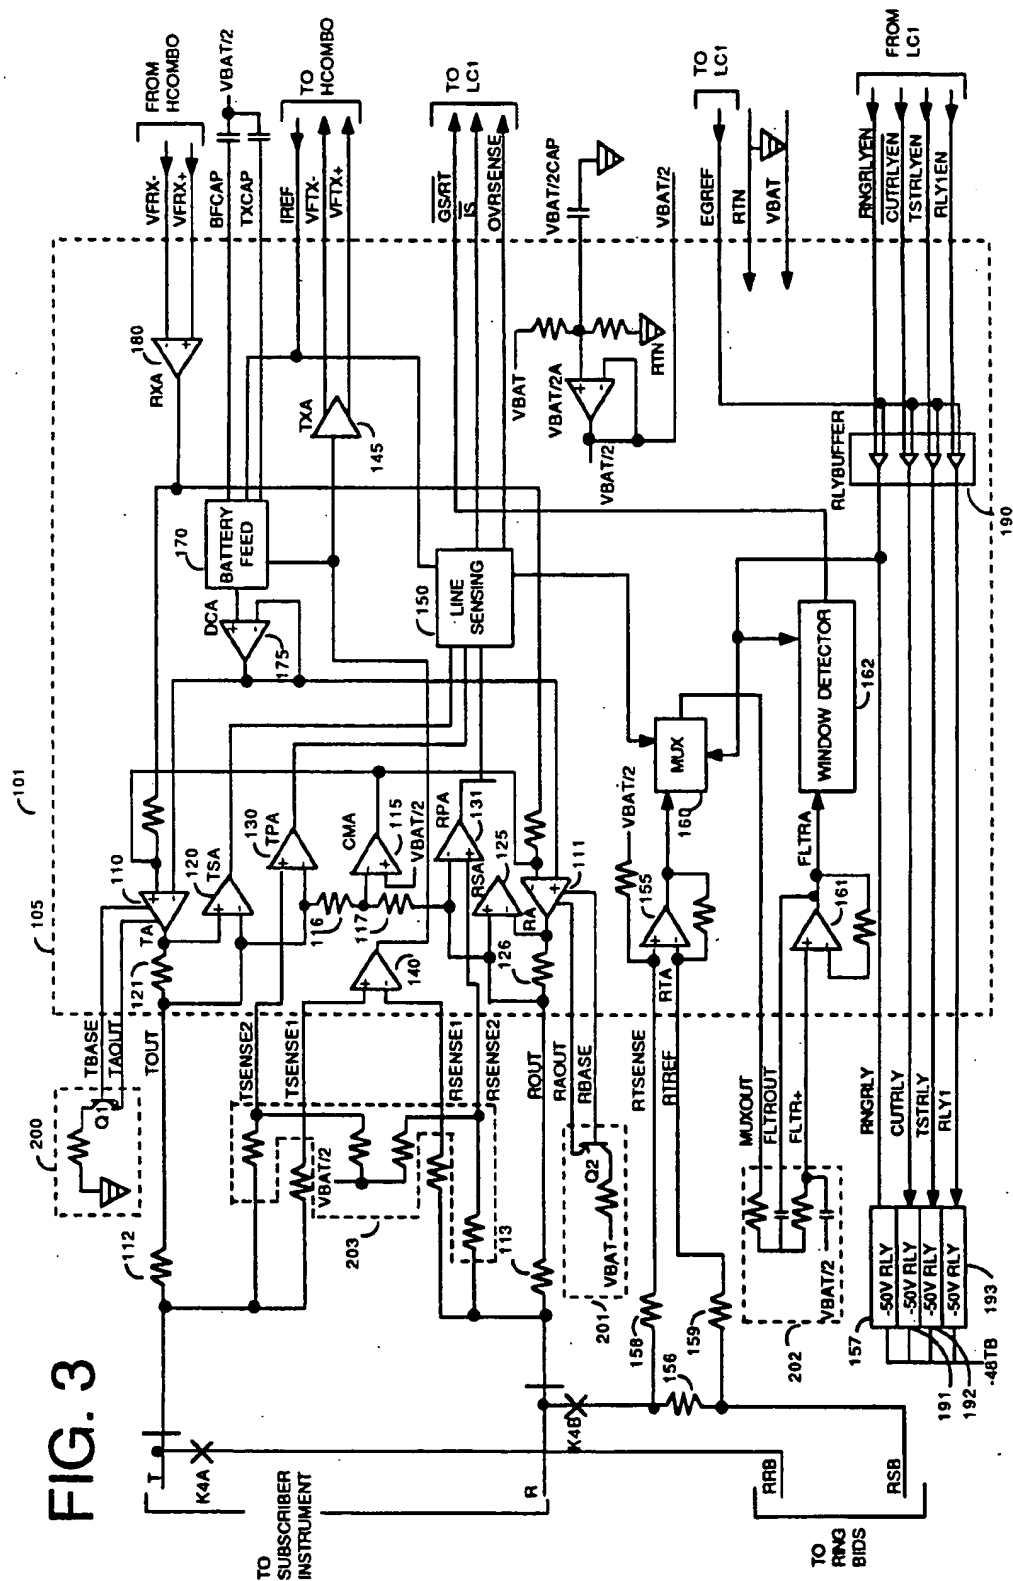 FIG. 3
101
105
FROM
HCOMBO
VFRX-
VFRX+
BFCAP
TXCAP
VBAT/2
TO
HCOMBO
IREF
VFTX-
VFTX+
TO
LC1
GS/RT
IS
OVRSENSE
VBAT/2CAP
VBAT/2
TO
LC1
EGREF
RTN
VBAT
FROM
LC1
RNGRLYEN
CUTRLYEN
TSTRLYEN
RLY1EN
180
RXA
-
+
TXA
145
170
BATTERY
FEED
DCA
+
-
175
150
LINE
SENSING
VBAT
VBAT/2A
+
-
RTN
VBAT/2
RLYBUFFER
190
110
TA
+
-
120
TSA
+
-
130
TPA
+
-
CMA
115
-
+
VBAT/2
116
117
RPA
131
-
+
RSA
125
+
-
RA
111
-
+
121
126
140
+
-
VBAT/2
155
+
-
RTA
MUX
160
FLTRA
161
+
-
WINDOW DETECTOR
162
TBASE
TAOUT
TOUT
TSENSE2
TSENSE1
RSENSE1
RSENSE2
ROUT
RAOUT
RBASE
RTSENSE
RTREF
MUXOUT
FLTROUT
FLTR+
RNGRLY
CUTRLY
TSTRLY
RLY1
200
Q1
112
VBAT/2
203
113
Q2
VBAT
201
158
159
156
VBAT/2
202
157
-50V RLY
-50V RLY
-50V RLY
-50V RLY
193
191
192
-48TB
T
K4A
R
K4B
TO
SUBSCRIBER
INSTRUMENT
RRB
RSB
TO
RING
BIDS